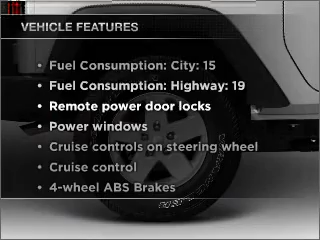 VEHICLE FEATURES
• Fuel Consumption: City: 15
• Fuel Consumption: Highway: 19
• Remote power door locks
• Power windows
• Cruise controls on steering wheel
• Cruise control
• 4-wheel ABS Brakes